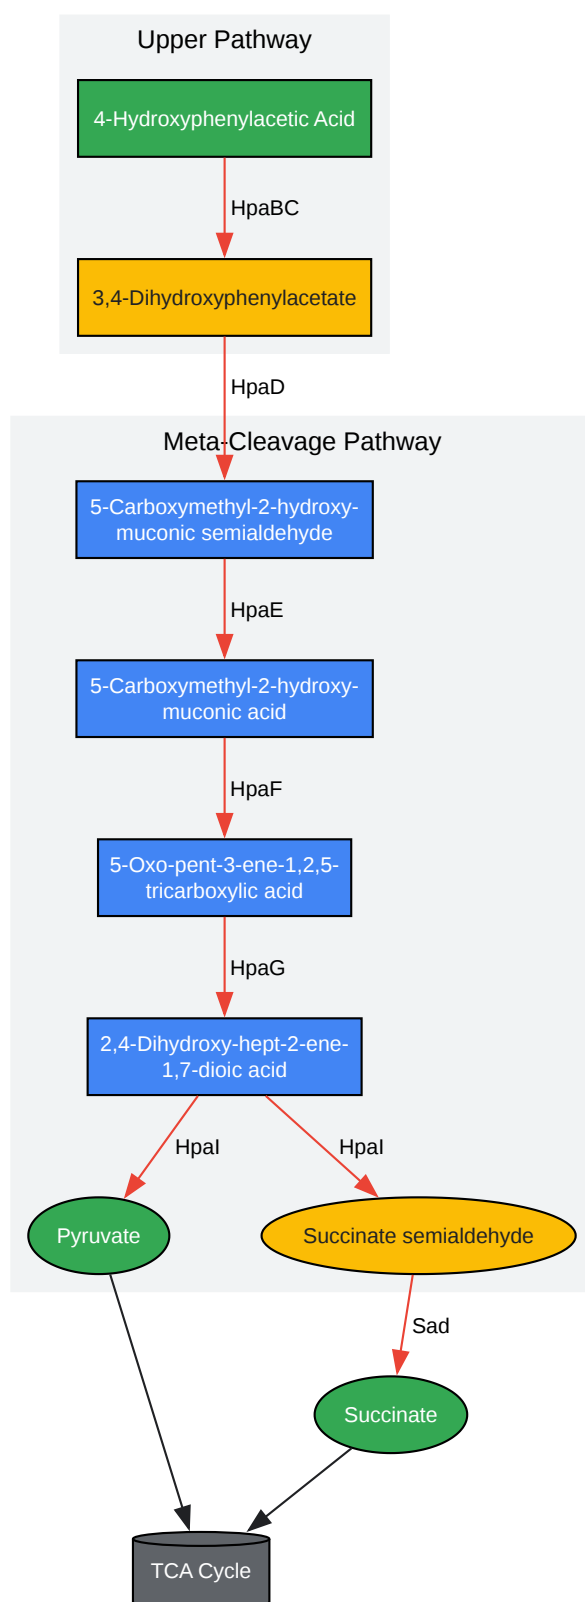 Upper Pathway
4-Hydroxyphenylacetic Acid
HpaBC
3,4-Dihydroxyphenylacetate
HpaD
Meta-Cleavage Pathway
5-Carboxymethyl-2-hydroxy-
muconic semialdehyde
HpaE
5-Carboxymethyl-2-hydroxy-
muconic acid
HpaF
5-Oxo-pent-3-ene-1,2,5-
tricarboxylic acid
HpaG
2,4-Dihydroxy-hept-2-ene-
1,7-dioic acid
HpaI
HpaI
Pyruvate
Succinate semialdehyde
Sad
Succinate
TCA Cycle